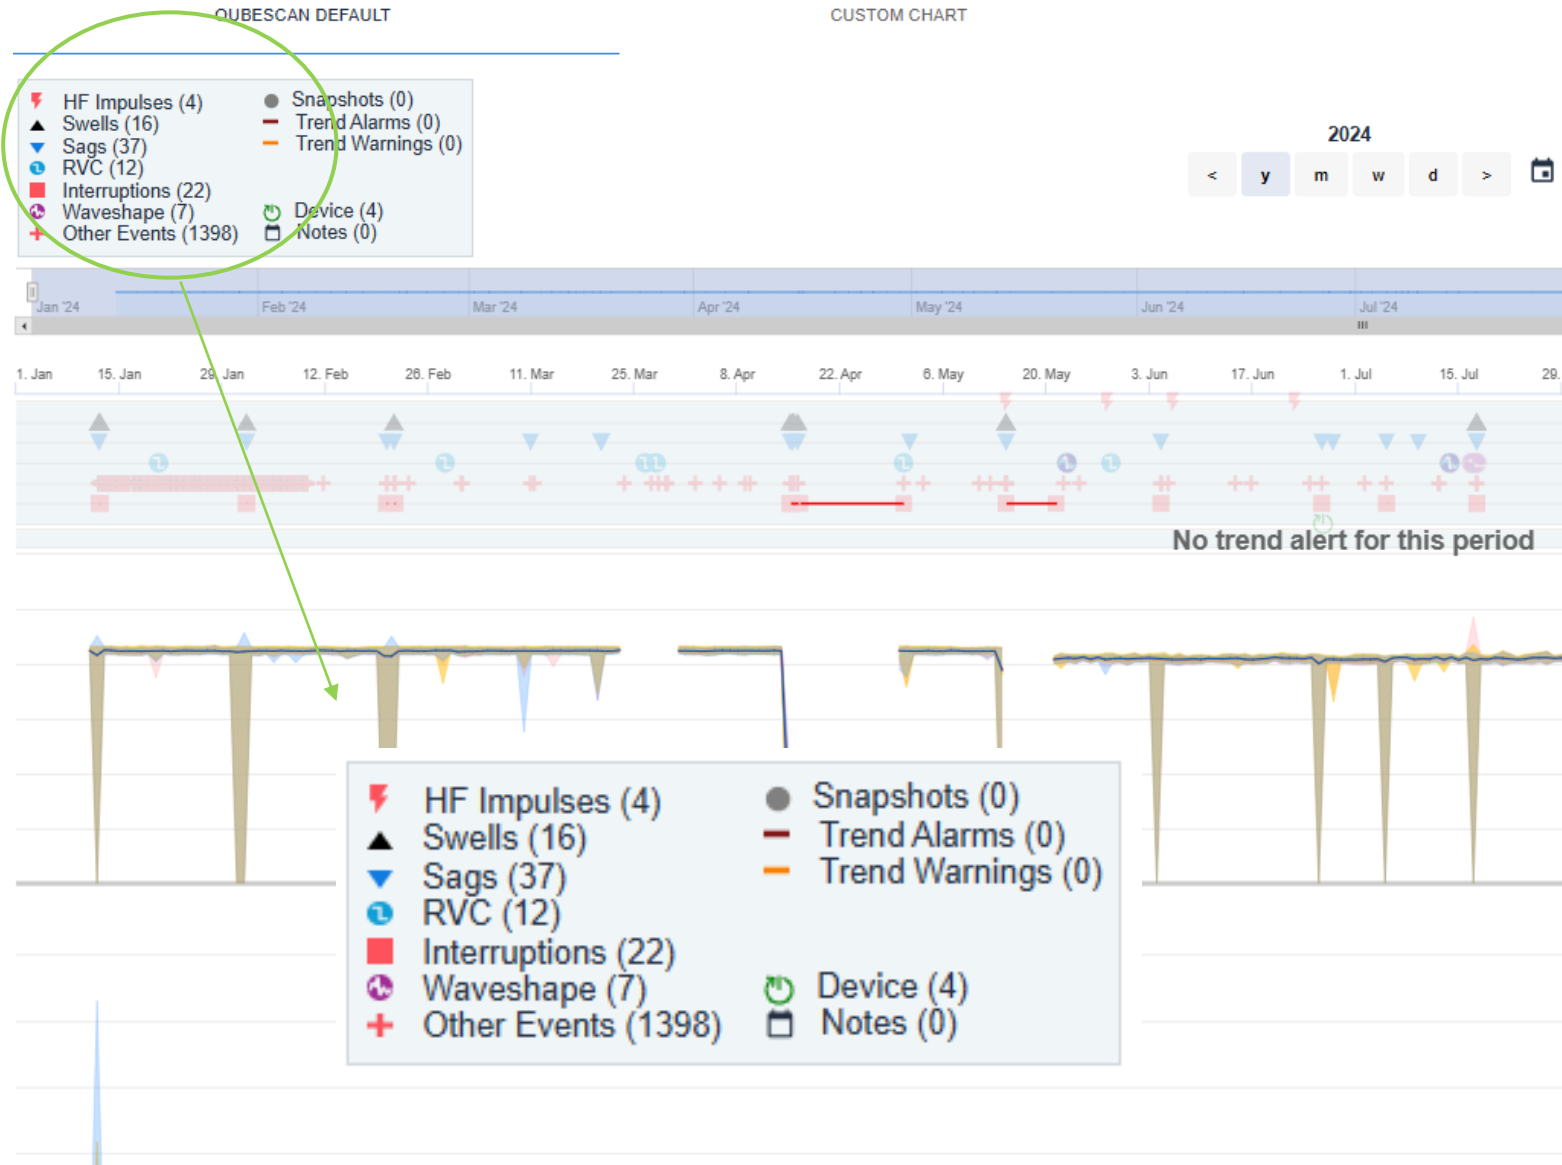 QUBESCAN DEFAULT
CUSTOM CHART
HF Impulses (4)
Swells (16)
Sags (37)
RVC (12)
Interruptions (22)
Waveshape (7)
Other Events (1398)
Snapshots (0)
Trend Alarms (0)
Trend Warnings (0)
Device (4)
Notes (0)
2024
< y m w d >
Jan '24 Feb '24 Mar '24 Apr '24 May '24 Jun '24 Jul '24
1. Jan 15. Jan 29. Jan 12. Feb 26. Feb 11. Mar 25. Mar 8. Apr 22. Apr 6. May 20. May 3. Jun 17. Jun 1. Jul 15. Jul 29.
No trend alert for this period
HF Impulses (4)
Swells (16)
Sags (37)
RVC (12)
Interruptions (22)
Waveshape (7)
Other Events (1398)
Snapshots (0)
Trend Alarms (0)
Trend Warnings (0)
Device (4)
Notes (0)